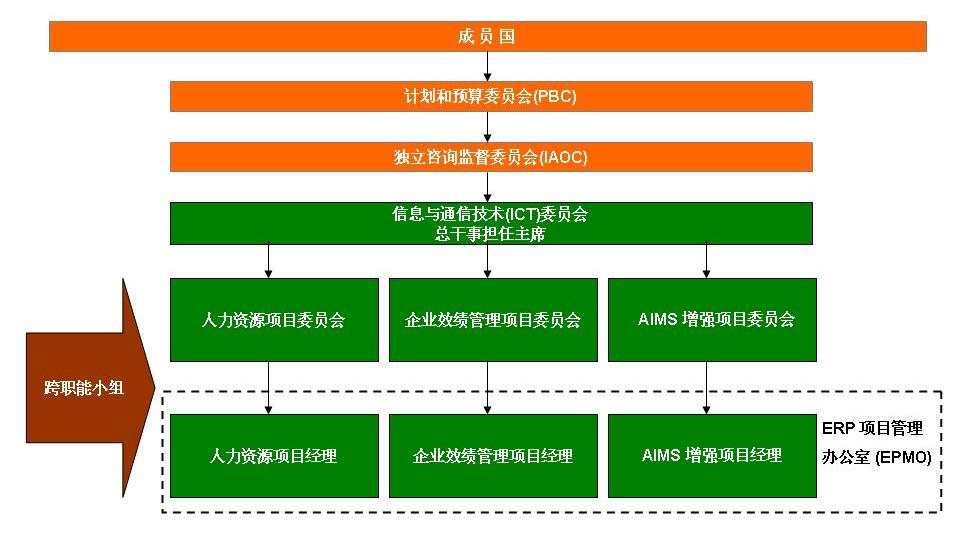 成 员 国
计划和预算委员会(PBC)
独立咨询监督委员会(IAOC)
信息与通信技术(ICT)委员会
总干事担任主席
人力资源项目委员会
企业效绩管理项目委员会
AIMS 增强项目委员会
跨职能小组
人力资源项目经理
企业效绩管理项目经理
AIMS 增强项目经理
ERP 项目管理
办公室 (EPMO)